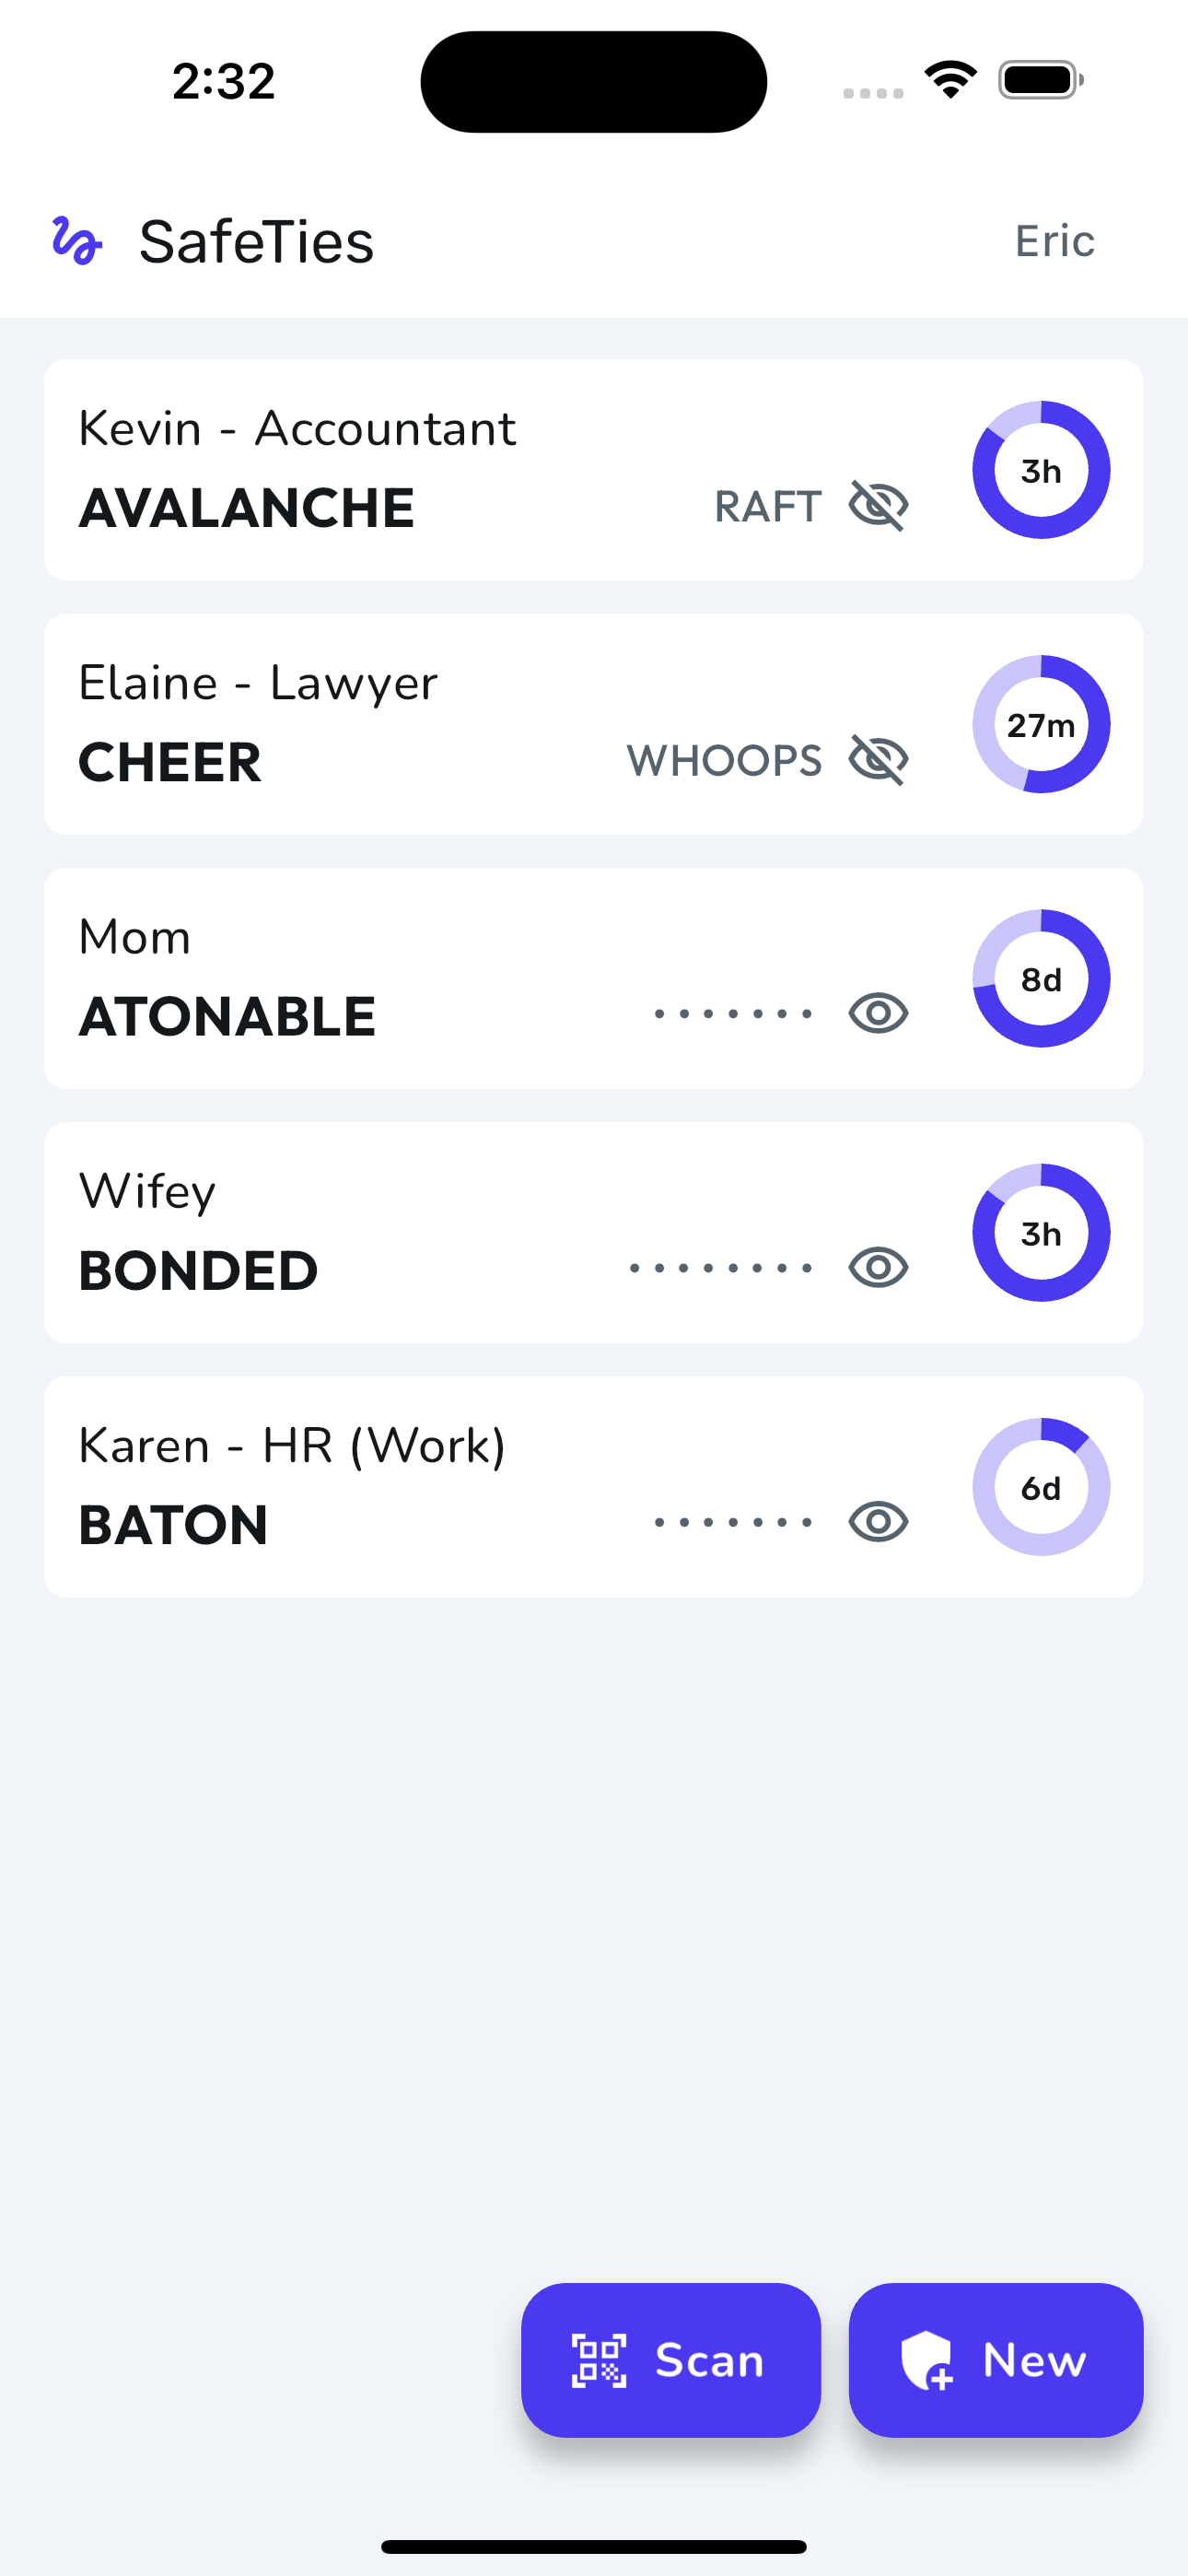 2:32
SafeTies
Eric
Kevin - Accountant
AVALANCHE
RAFT
3h
Elaine - Lawyer
CHEER
WHOOPS
27m
Mom
ATONABLE
8d
Wifey
BONDED
3h
Karen - HR (Work)
BATON
6d
Scan
New